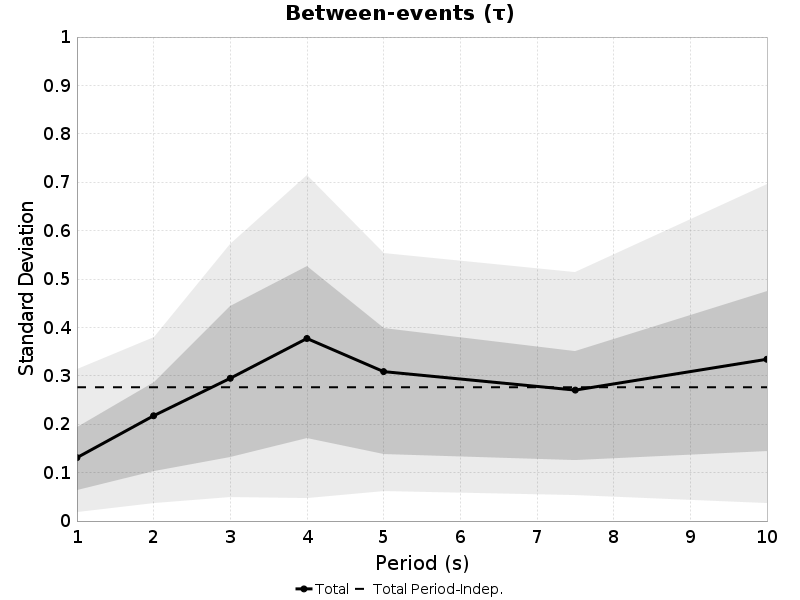 Between-events (τ)
Standard Deviation
1
0.9
0.8
0.7
0.6
0.5
0.4
0.3
0.2
0.1
0
1 2 3 4 5 6 7 8 9 10
Period (s)
Total Total Period-Indep.